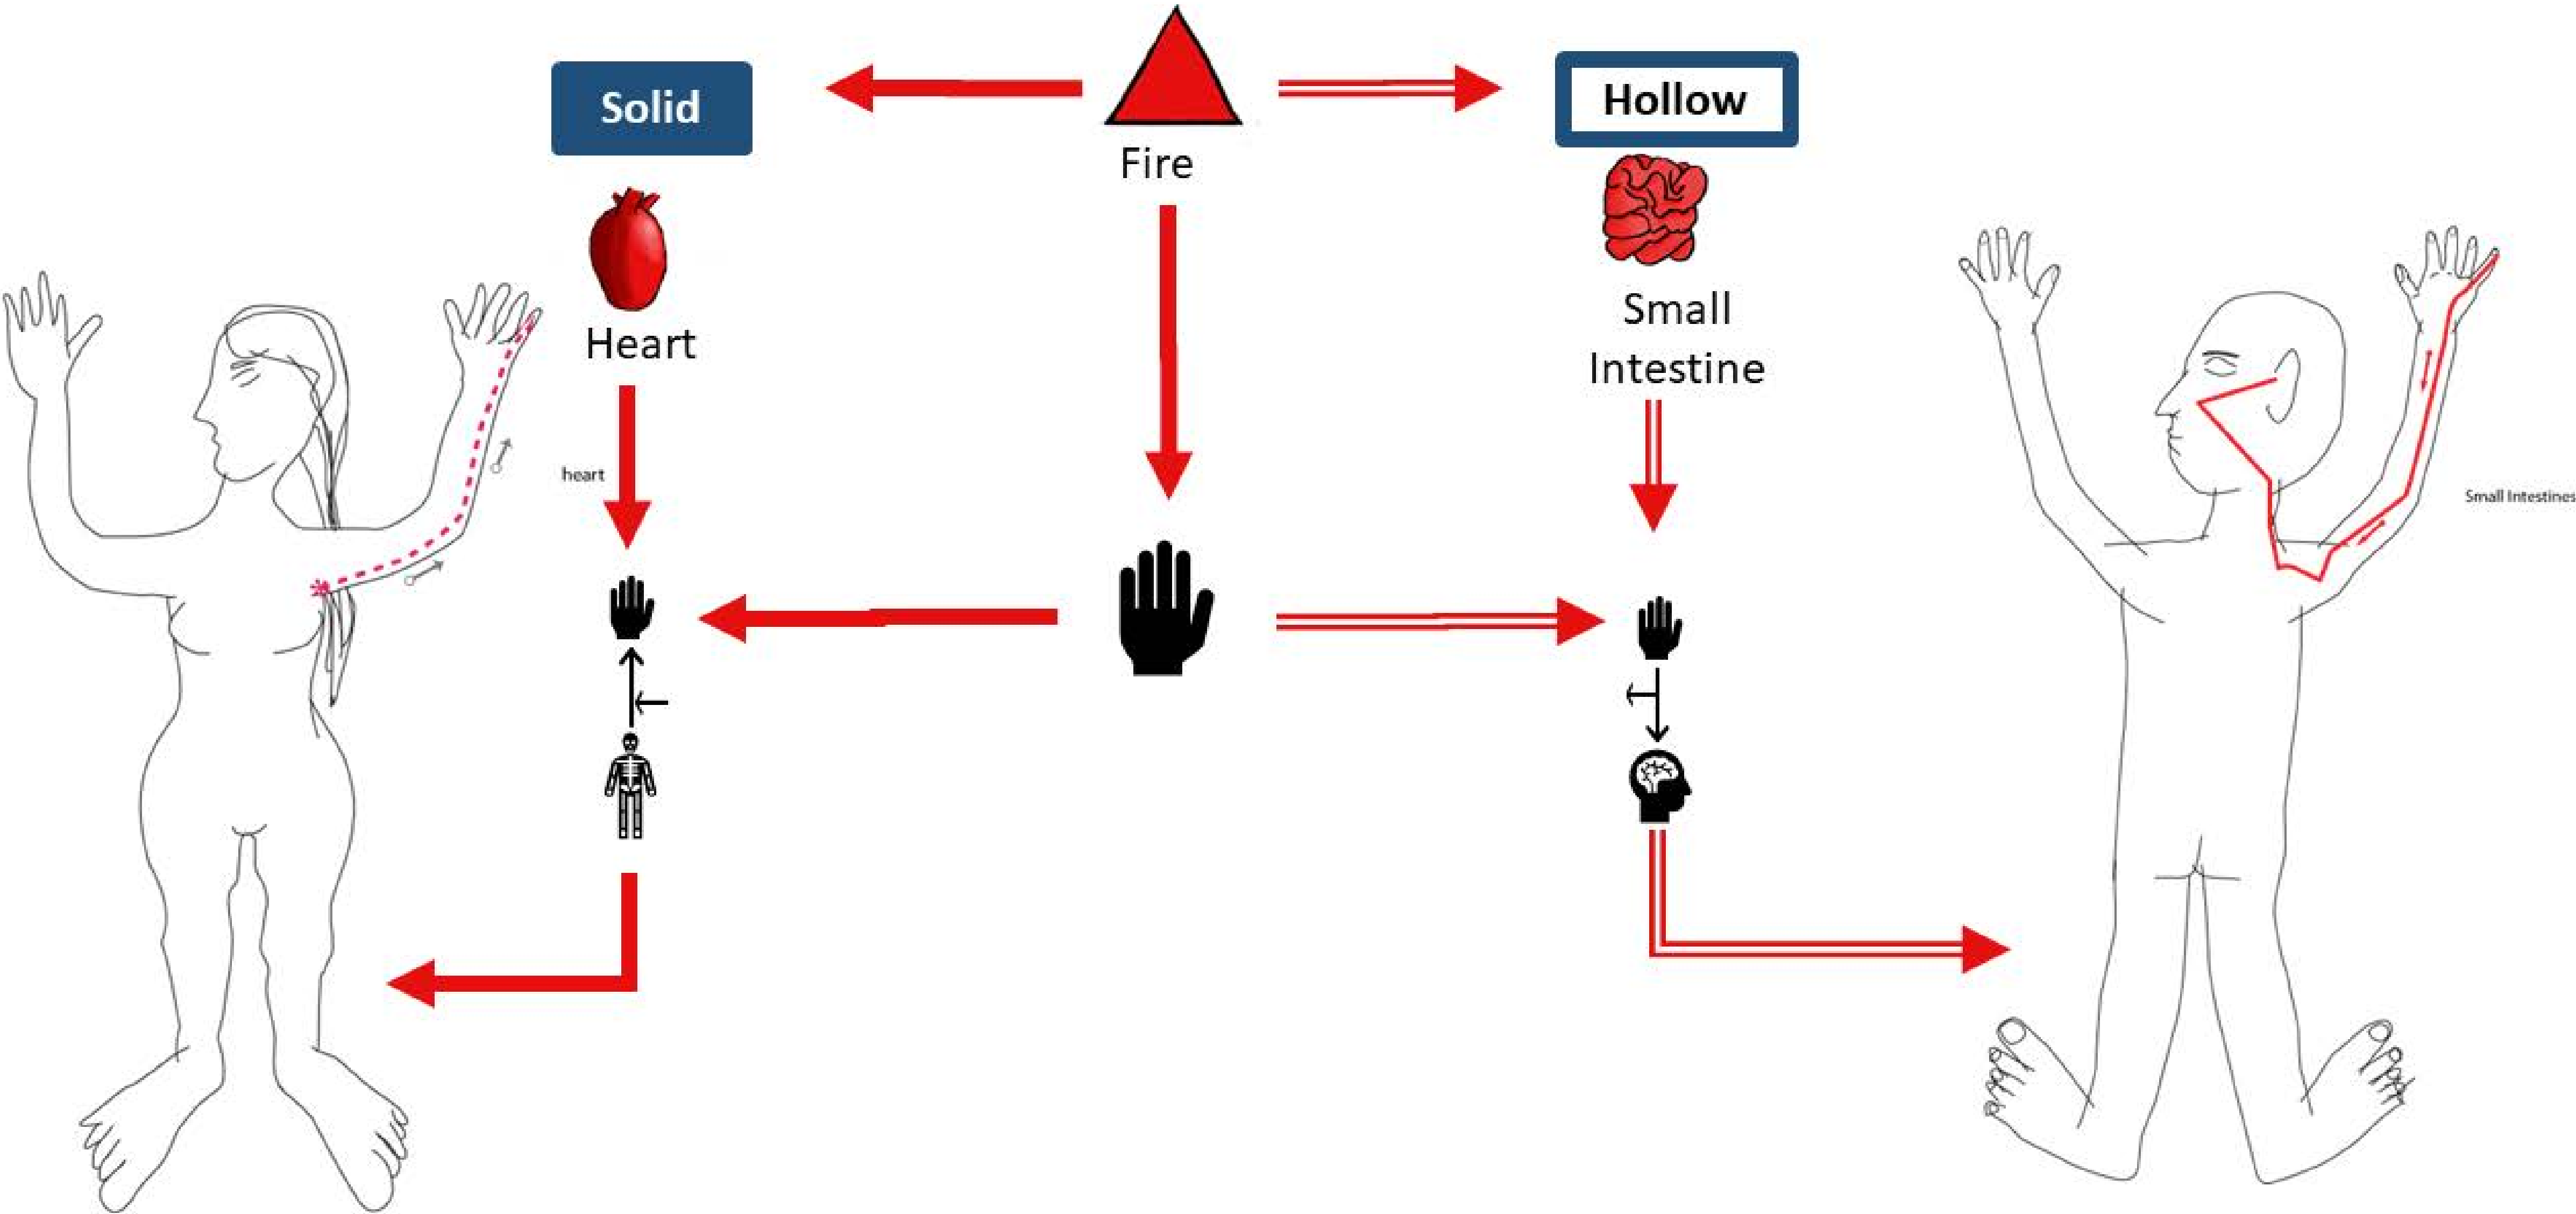 Solid
Fire
Hollow
Heart
Small
Intestine
heart
Small Intestines